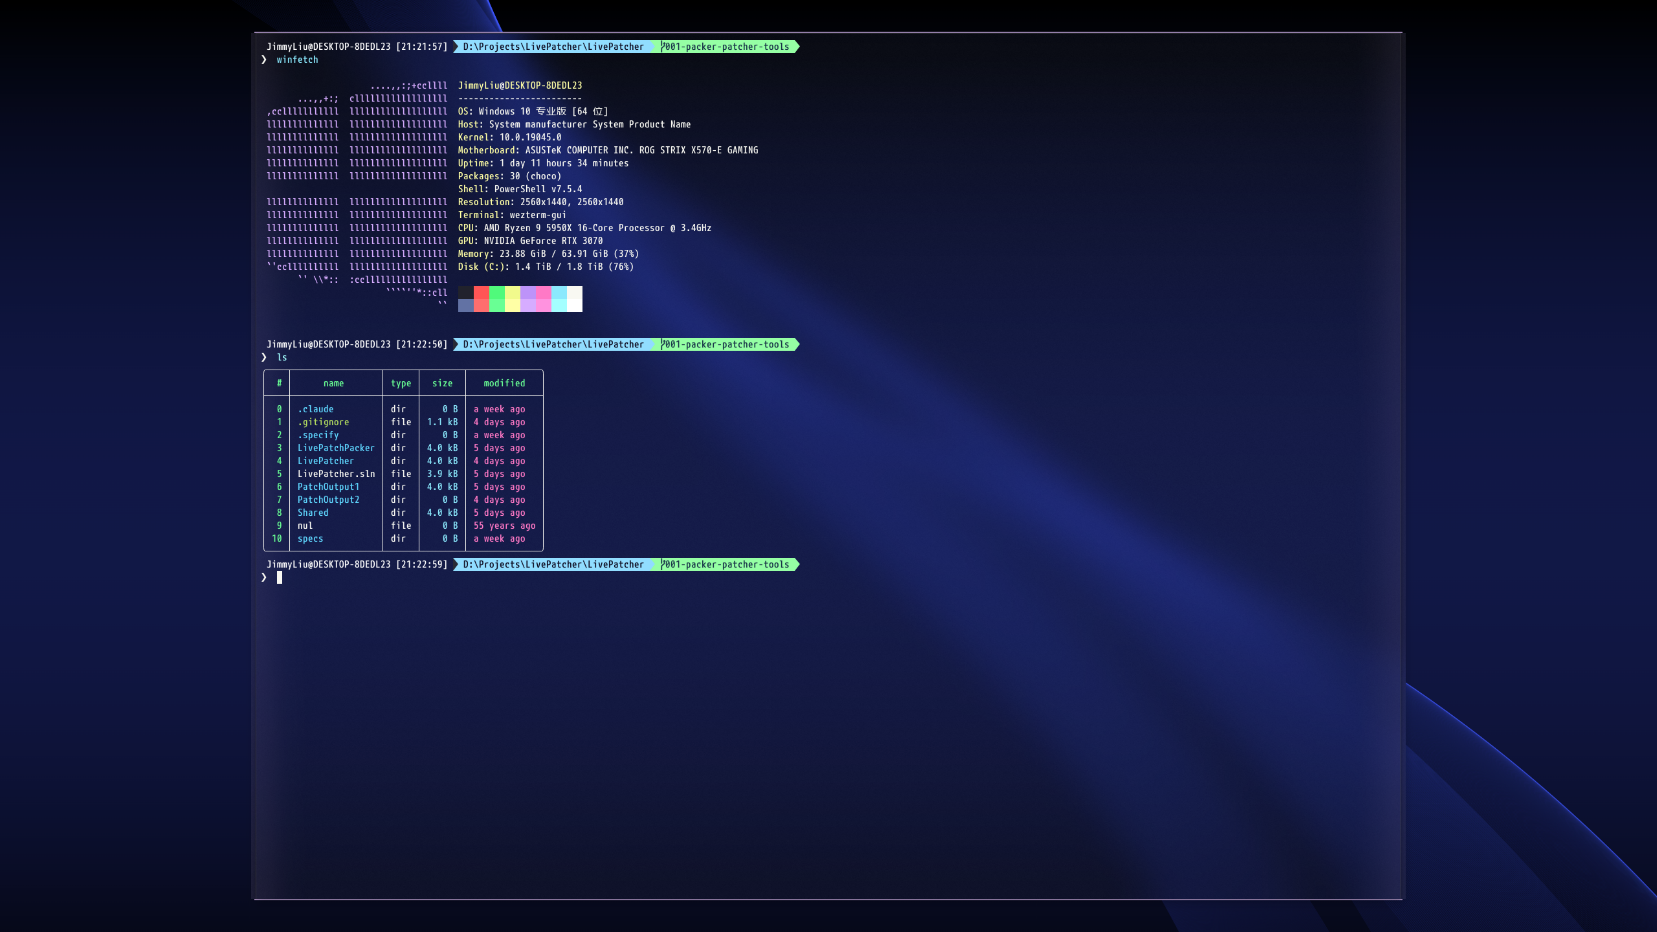 JimmyLiu@DESKTOP-8DEDL23 [21:21:57] D:\Projects\LivePatcher\LivePatcher 001-packer-patcher-tools
❯ winfetch
....,,:;+ccllll JimmyLiu@DESKTOP-8DEDL23
...,,+:; cllllllllllllllllll ------------------------
,cclllllllllll lllllllllllllllllll OS: Windows 10 专业版 [64 位]
llllllllllllll lllllllllllllllllll Host: System manufacturer System Product Name
llllllllllllll lllllllllllllllllll Kernel: 10.0.19045.0
llllllllllllll lllllllllllllllllll Motherboard: ASUSTeK COMPUTER INC. ROG STRIX X570-E GAMING
llllllllllllll lllllllllllllllllll Uptime: 1 day 11 hours 34 minutes
llllllllllllll lllllllllllllllllll Packages: 30 (choco)
Shell: PowerShell v7.5.4
llllllllllllll lllllllllllllllllll Resolution: 2560x1440, 2560x1440
llllllllllllll lllllllllllllllllll Terminal: wezterm-gui
llllllllllllll lllllllllllllllllll CPU: AMD Ryzen 9 5950X 16-Core Processor @ 3.4GHz
llllllllllllll lllllllllllllllllll GPU: NVIDIA GeForce RTX 3070
llllllllllllll lllllllllllllllllll Memory: 23.88 GiB / 63.91 GiB (37%)
`'ccllllllllll lllllllllllllllllll Disk (C:): 1.4 TiB / 1.8 TiB (76%)
`' \\*:: :ccllllllllllllllll
````''*::cll
``
JimmyLiu@DESKTOP-8DEDL23 [21:22:50] D:\Projects\LivePatcher\LivePatcher 001-packer-patcher-tools
❯ ls
# name type size modified
0 .claude dir 0 B a week ago
1 .gitignore file 1.1 kB 4 days ago
2 .specify dir 0 B a week ago
3 LivePatchPacker dir 4.0 kB 5 days ago
4 LivePatcher dir 4.0 kB 4 days ago
5 LivePatcher.sln file 3.9 kB 5 days ago
6 PatchOutput1 dir 4.0 kB 5 days ago
7 PatchOutput2 dir 0 B 4 days ago
8 Shared dir 4.0 kB 5 days ago
9 nul file 0 B 55 years ago
10 specs dir 0 B a week ago
JimmyLiu@DESKTOP-8DEDL23 [21:22:59] D:\Projects\LivePatcher\LivePatcher 001-packer-patcher-tools
❯